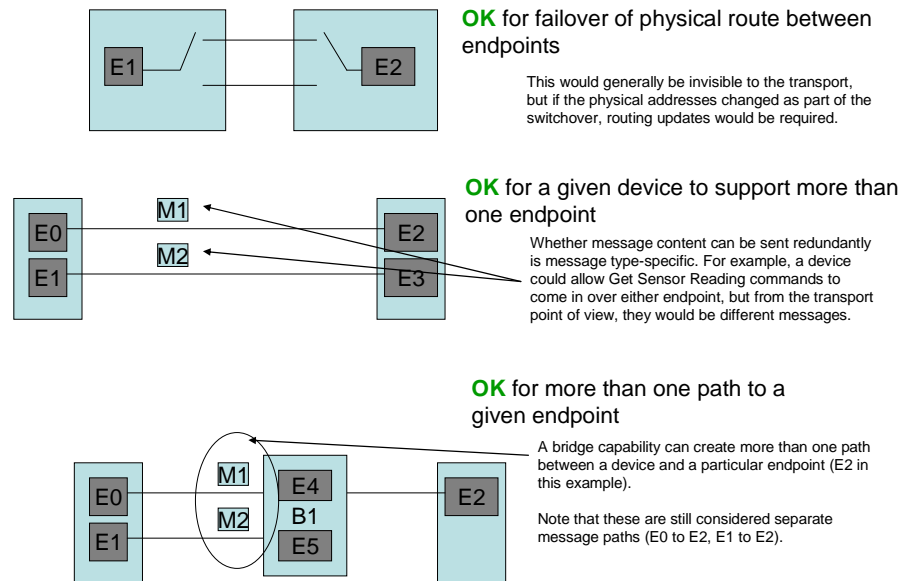 OK for failover of physical route between
endpoints
E1
E2
This would generally be invisible to the transport,
but if the physical addresses changed as part of the
switchover, routing updates would be required.
OK for a given device to support more than
one endpoint
M1
E0
E2
M2
E1
E3
Whether message content can be sent redundantly
is message type-specific. For example, a device
could allow Get Sensor Reading commands to
come in over either endpoint, but from the transport
point of view, they would be different messages.
OK for more than one path to a
given endpoint
M1
E0
E4
E2
M2
B1
E1
E5
A bridge capability can create more than one path
between a device and a particular endpoint (E2 in
this example).
Note that these are still considered separate
message paths (E0 to E2, E1 to E2).